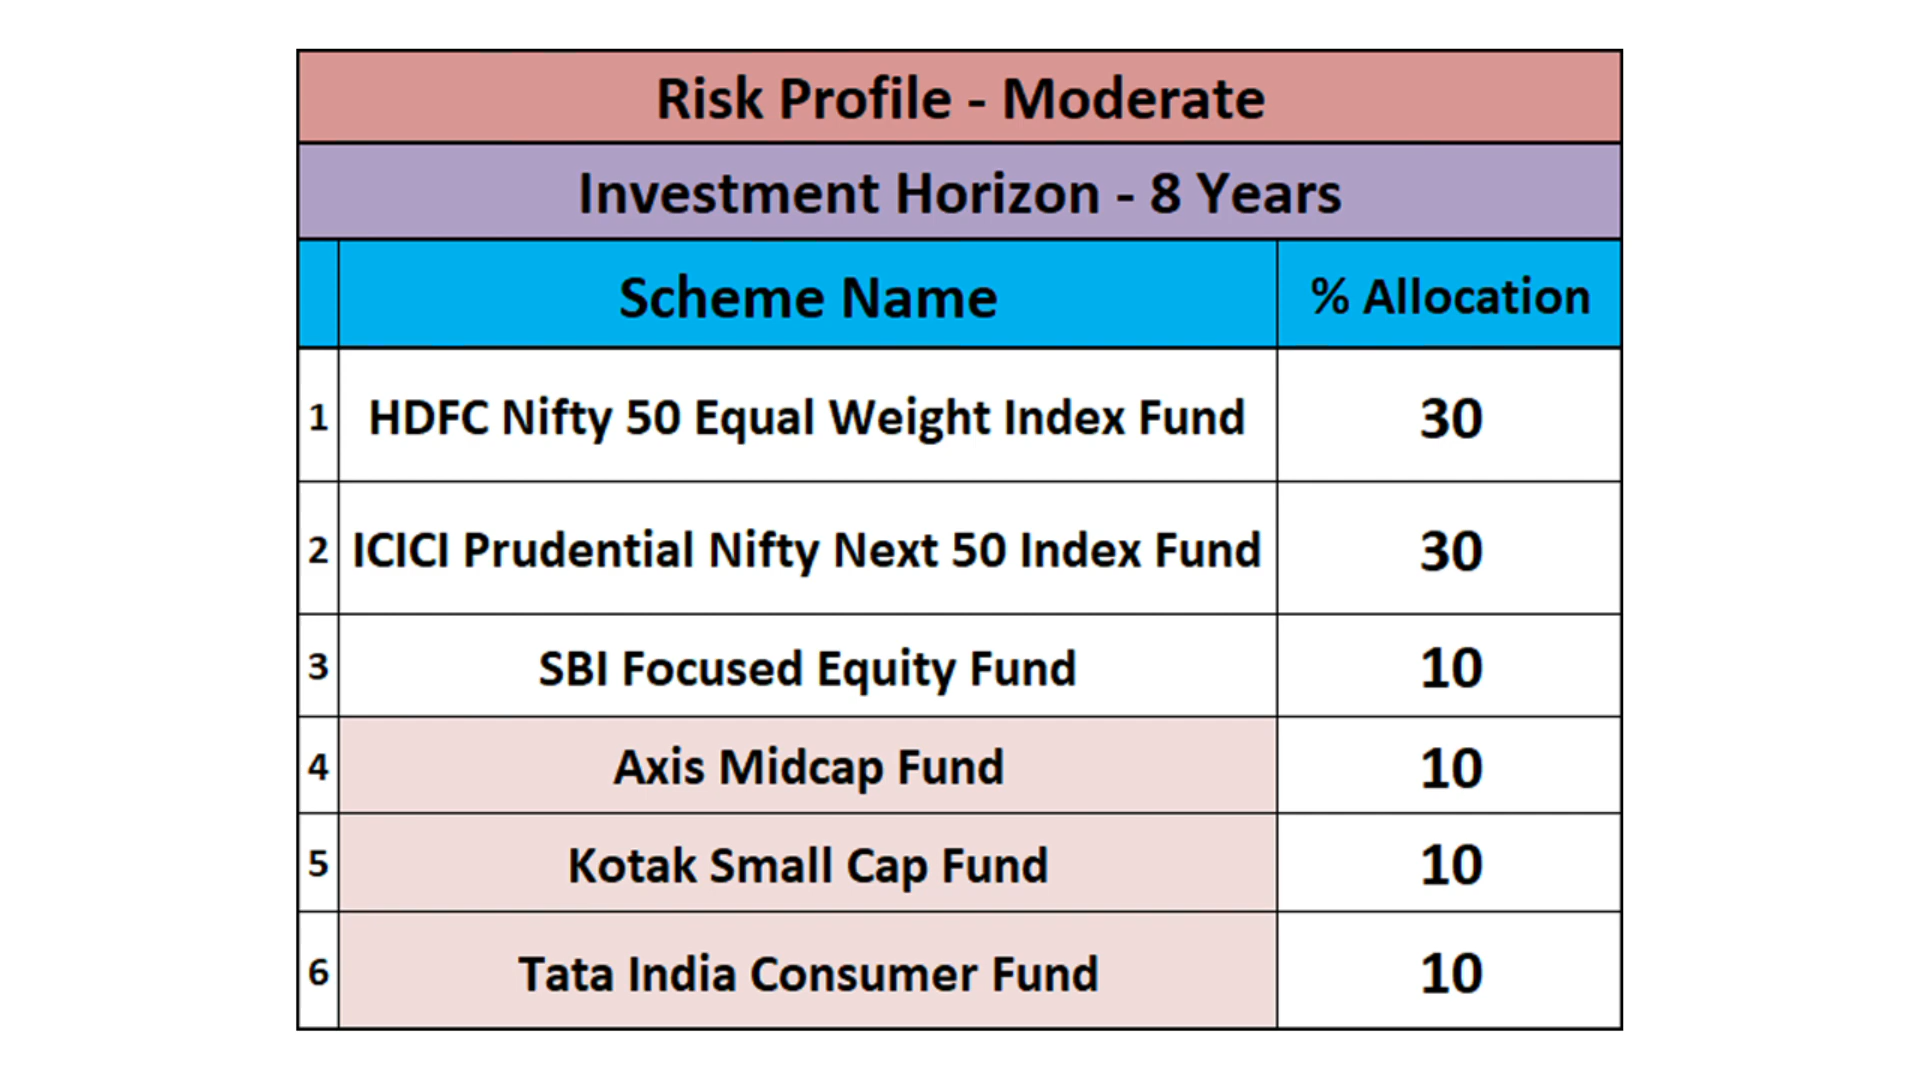 Risk Profile - Moderate
Investment Horizon - 8 Years
Scheme Name % Allocation
1 HDFC Nifty 50 Equal Weight Index Fund 30
2 ICICI Prudential Nifty Next 50 Index Fund 30
3 SBI Focused Equity Fund 10
4 Axis Midcap Fund 10
5 Kotak Small Cap Fund 10
6 Tata India Consumer Fund 10